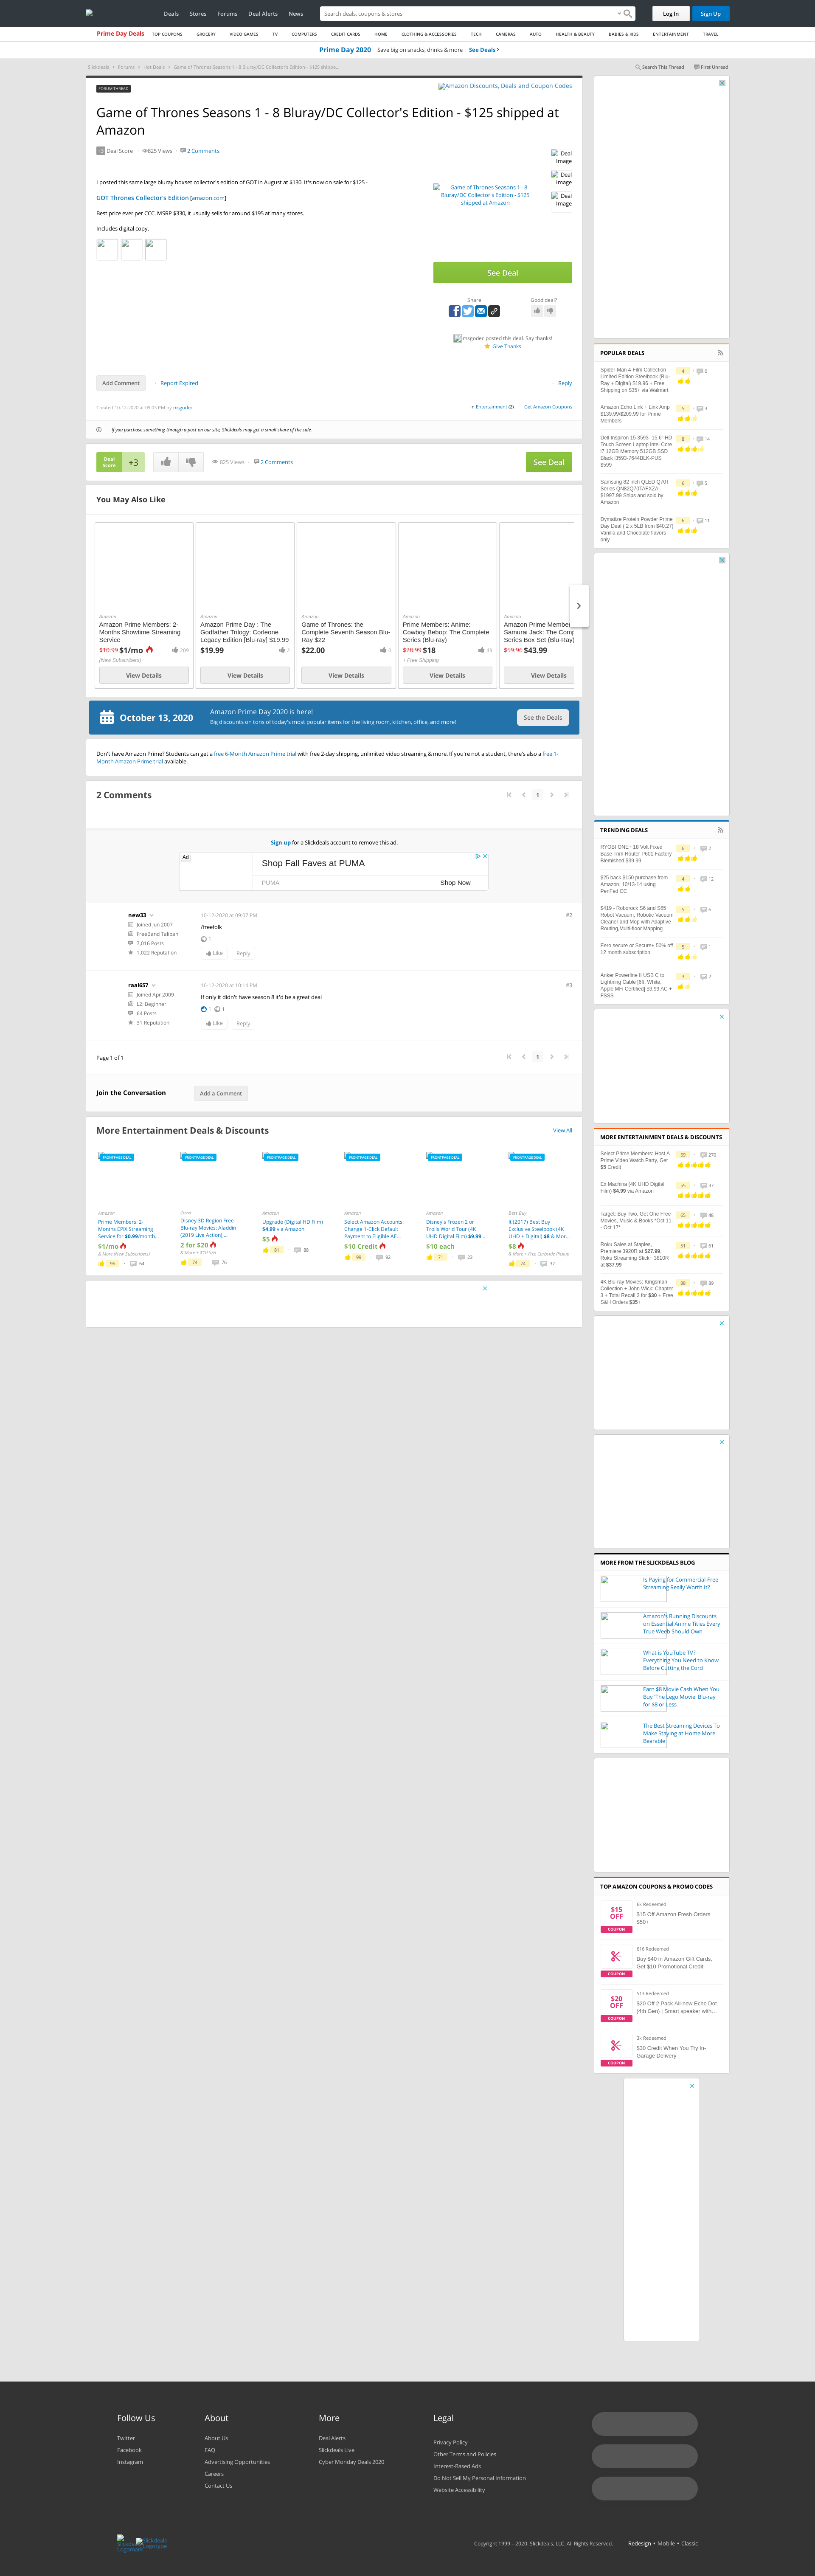 Deals Stores Forums Deal Alerts News
Search deals, coupons & stores
Log In Sign Up
Prime Day Deals TOP COUPONS GROCERY VIDEO GAMES TV COMPUTERS CREDIT CARDS HOME CLOTHING & ACCESSORIES TECH CAMERAS AUTO HEALTH & BEAUTY BABIES & KIDS ENTERTAINMENT TRAVEL
Prime Day 2020 Save big on snacks, drinks & more See Deals
Slickdeals Forums Hot Deals Game of Thrones Seasons 1 - 8 Bluray/DC Collector's Edition - $125 shippe...
Search This Thread First Unread
FORUM THREAD
Amazon Discounts, Deals and Coupon Codes
Game of Thrones Seasons 1 - 8 Bluray/DC Collector's Edition - $125 shipped at
Amazon
+3 Deal Score 825 Views 2 Comments
I posted this same large bluray boxset collector's edition of GOT in August at $130. It's now on sale for $125 -
GOT Thrones Collector's Edition [amazon.com]
Best price ever per CCC. MSRP $330, it usually sells for around $195 at many stores.
Includes digital copy.
Game of Thrones Seasons 1 - 8
Bluray/DC Collector's Edition - $125
shipped at Amazon
Deal
Image
Deal
Image
Deal
Image
See Deal
Share Good deal?
msgoder posted this deal. Say thanks!
Give Thanks
Add Comment Report Expired Reply
Created 10-12-2020 at 09:03 PM by msgoder
Entertainment (2) Get Amazon Coupons
If you purchase something through a post on our site, Slickdeals may get a small share of the sale.
Deal
Score
+3
825 Views 2 Comments
See Deal
You May Also Like
Amazon
Amazon Prime Members: 2-
Months Showtime Streaming
Service
$10.99 $1/mo 209
(New Subscribers)
View Details
Amazon
Amazon Prime Day : The
Godfather Trilogy: Corleone
Legacy Edition [Blu-ray] $19.99
$19.99 2
View Details
Amazon
Game of Thrones: the
Complete Seventh Season Blu-
Ray $22
$22.00 0
View Details
Amazon
Prime Members: Anime:
Cowboy Bebop: The Complete
Series (Blu-ray)
$28.99 $18 49
+ Free Shipping
View Details
Amazon
Amazon Prime Member
Samurai Jack: The Comp
Series Box Set (Blu-Ray)
$59.96 $43.99
View Details
October 13, 2020
Amazon Prime Day 2020 is here!
Big discounts on tons of today's most popular items for the living room, kitchen, office, and more!
See the Deals
Don't have Amazon Prime? Students can get a free 6-Month Amazon Prime trial with free 2-day shipping, unlimited video streaming & more. If you're not a student, there's also a free 1-
Month Amazon Prime trial available.
2 Comments
1
Sign up for a Slickdeals account to remove this ad.
Ad
Shop Fall Faves at PUMA
PUMA Shop Now
new33
Joined Jun 2007
FreeBand Taliban
7,016 Posts
1,022 Reputation
10-12-2020 at 09:07 PM #2
/freefolk
1
Like Reply
raal657
Joined Apr 2009
L2: Beginner
64 Posts
31 Reputation
10-12-2020 at 10:14 PM #3
If only it didn't have season 8 it'd be a great deal
1 1
Like Reply
Page 1 of 1
1
Join the Conversation Add a Comment
More Entertainment Deals & Discounts View All
FRONTPAGE DEAL
Amazon
Prime Members: 2-
Months EPIX Streaming
Service for $0.99/month...
$1/mo
& More (New Subscribers)
96 94
FRONTPAGE DEAL
Zavvi
Disney 3D Region Free
Blu-ray Movies: Aladdin
(2019 Live Action),...
2 for $20
& More + $10 S/H
74 76
FRONTPAGE DEAL
Amazon
Upgrade (Digital HD Film)
$4.99 via Amazon
$5
81 88
FRONTPAGE DEAL
Amazon
Select Amazon Accounts:
Change 1-Click Default
Payment to Eligible AE...
$10 Credit
99 92
FRONTPAGE DEAL
Amazon
Disney's Frozen 2 or
Trolls World Tour (4K
UHD Digital Film) $9.99...
$10 each
71 23
FRONTPAGE DEAL
Best Buy
It (2017) Best Buy
Exclusive Steelbook (4K
UHD + Digital) $8 & Mor...
$8
& More + Free Curbside Pickup
74 37
POPULAR DEALS
Spider-Man 4-Film Collection
Limited Edition Steelbook (Blu-
Ray + Digital) $19.96 + Free
Shipping on $35+ via Walmart
4 0
Amazon Echo Link + Link Amp
$139.99/$209.99 for Prime
Members
5 3
Dell Inspiron 15 3593- 15.6" HD
Touch Screen Laptop Intel Core
i7 12GB Memory 512GB SSD
Black i3593-7644BLK-PUS
$599
8 14
Samsung 82 inch QLED Q70T
Series QN82Q70TAFXZA -
$1997.99 Ships and sold by
Amazon
6 5
Dymatize Protein Powder Prime
Day Deal ( 2 x 5LB from $40.27)
Vanilla and Chocolate flavors
only
6 11
TRENDING DEALS
RYOBI ONE+ 18 Volt Fixed
Base Trim Router P601 Factory
Blemished $39.99
6 2
$25 back $150 purchase from
Amazon, 10/13-14 using
PenFed CC
4 12
$419 - Roborock S6 and S65
Robot Vacuum, Robotic Vacuum
Cleaner and Mop with Adaptive
Routing,Multi-floor Mapping
5 6
Eero secure or Secure+ 50% off
12 month subscription
5 1
Anker Powerline II USB C to
Lightning Cable [6ft. White,
Apple MFi Certified] $9.99 AC +
FSSS
3 2
MORE ENTERTAINMENT DEALS & DISCOUNTS
Select Prime Members: Host A
Prime Video Watch Party, Get
$5 Credit
59 270
Ex Machina (4K UHD Digital
Film) $4.99 via Amazon
55 37
Target: Buy Two, Get One Free
Movies, Music & Books *Oct 11
- Oct 17*
65 48
Roku Sales at Staples,
Premiere 3920R at $27.99,
Roku Streaming Stick+ 3810R
at $37.99
51 61
4K Blu-ray Movies: Kingsman
Collection + John Wick: Chapter
3 + Total Recall 3 for $30 + Free
S&H Orders $35+
88 89
MORE FROM THE SLICKDEALS BLOG
Is Paying for Commercial-Free
Streaming Really Worth It?
Amazon's Running Discounts
on Essential Anime Titles Every
True Weeb Should Own
What Is YouTube TV?
Everything You Need to Know
Before Cutting the Cord
Earn $8 Movie Cash When You
Buy 'The Lego Movie' Blu-ray
for $8 or Less
The Best Streaming Devices To
Make Staying at Home More
Bearable
TOP AMAZON COUPONS & PROMO CODES
$15
OFF
COUPON
6k Redeemed
$15 Off Amazon Fresh Orders
$50+
COUPON
616 Redeemed
Buy $40 in Amazon Gift Cards,
Get $10 Promotional Credit
$20
OFF
COUPON
513 Redeemed
$20 Off 2 Pack All-new Echo Dot
(4th Gen) | Smart speaker with...
COUPON
3k Redeemed
$30 Credit When You Try In-
Garage Delivery
Follow Us
Twitter
Facebook
Instagram
About
About Us
FAQ
Advertising Opportunities
Careers
Contact Us
More
Deal Alerts
Slickdeals Live
Cyber Monday Deals 2020
Legal
Privacy Policy
Other Terms and Policies
Interest-Based Ads
Do Not Sell My Personal Information
Website Accessibility
Slickdeals
Logotype
Copyright 1999 - 2020. Slickdeals, LLC. All Rights Reserved. Redesign • Mobile • Classic